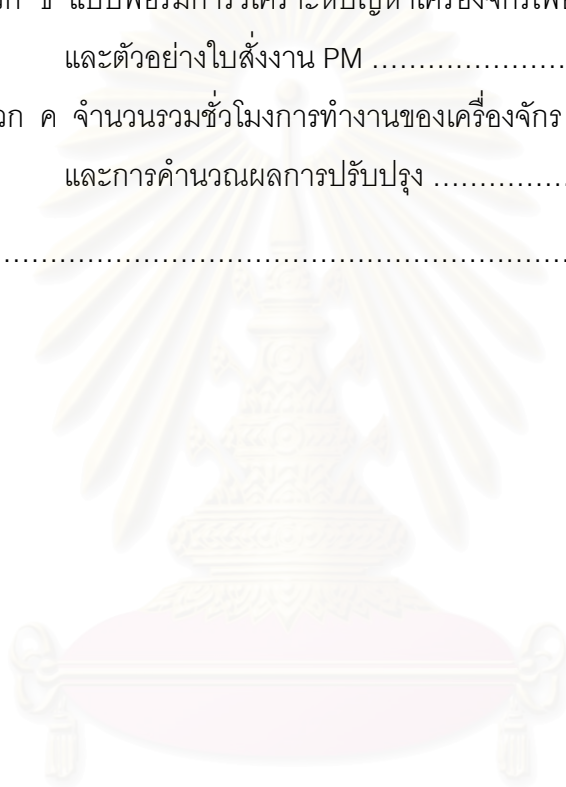 ข แบบฟอร์มการวิเคราะห์ปัญหาเครื่องจักร
และตัวอย่างใบสั่งงาน PM ....................
ค จำนวนรวมชั่วโมงการทำงานของเครื่องจักร
และการคำนวณผลการปรับปรุง ................